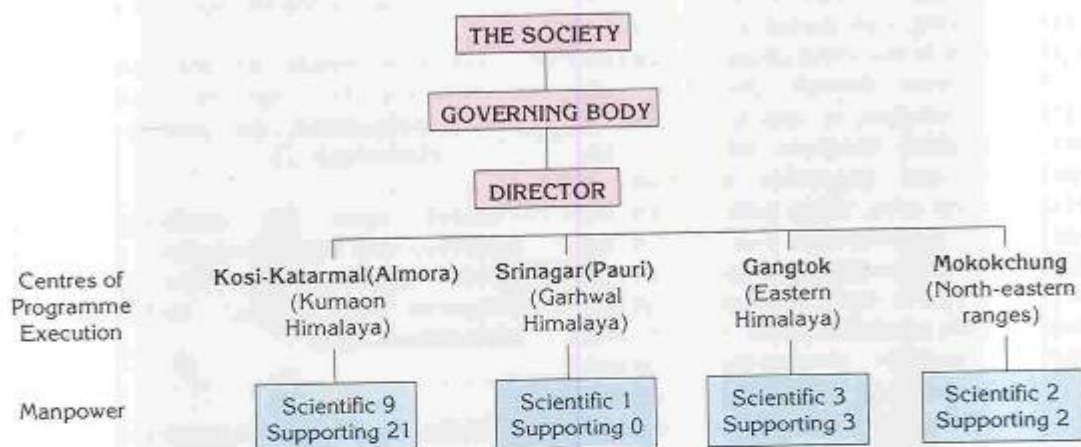 THE SOCIETY
GOVERNING BODY
DIRECTOR
Centres of
Programme
Execution
Kosi-Katarmal(Almora)
(Kumaon
Himalaya)
Srinagar(Pauri)
(Garhwal
Himalaya)
Gangtok
(Eastern
Himalaya)
Mokokchung
(North-eastern
ranges)
Manpower
Scientific 9
Supporting 21
Scientific 1
Supporting 0
Scientific 3
Supporting 3
Scientific 2
Supporting 2